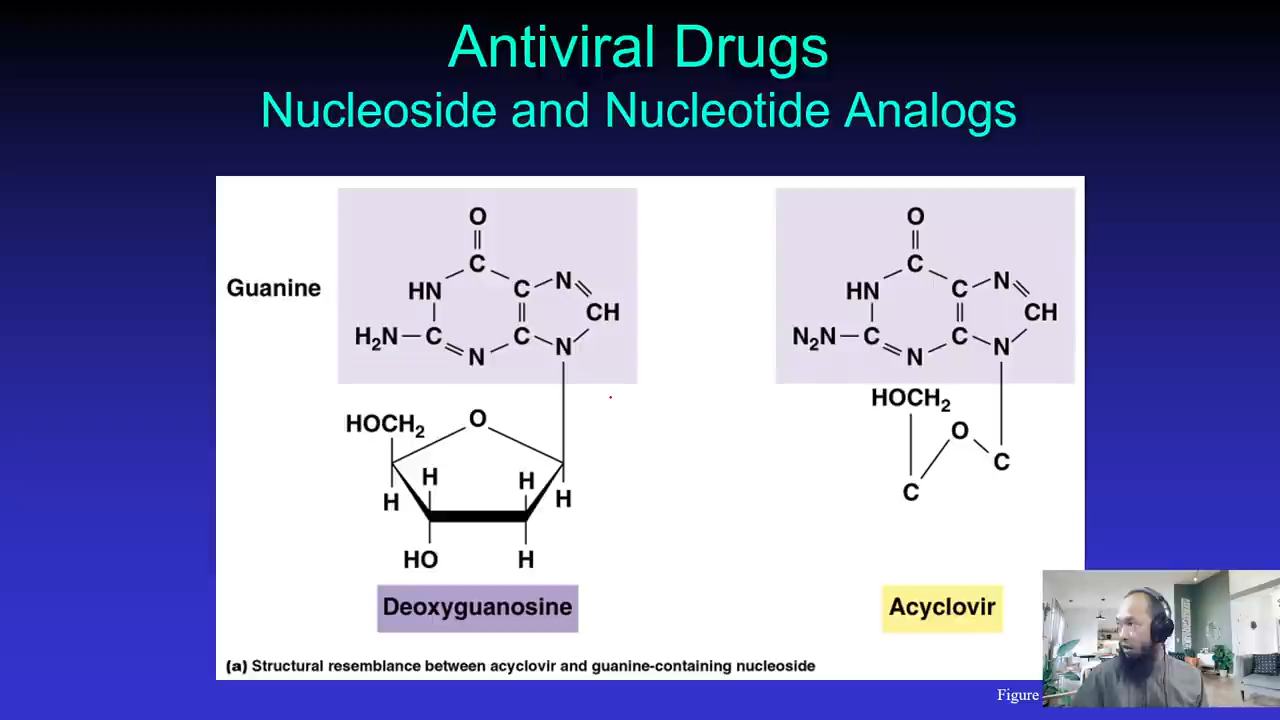 Antiviral Drugs
Nucleoside and Nucleotide Analogs
Guanine
O
C
HN
C
N
CH
H₂N
C
N
C
N
HOCH₂
O
H
H
H
H
HO
H
Deoxyguanosine
O
C
HN
C
N
CH
N₂N
C
N
C
N
HOCH₂
O
C
C
Acyclovir
(a) Structural resemblance between acyclovir and guanine-containing nucleoside
Figure